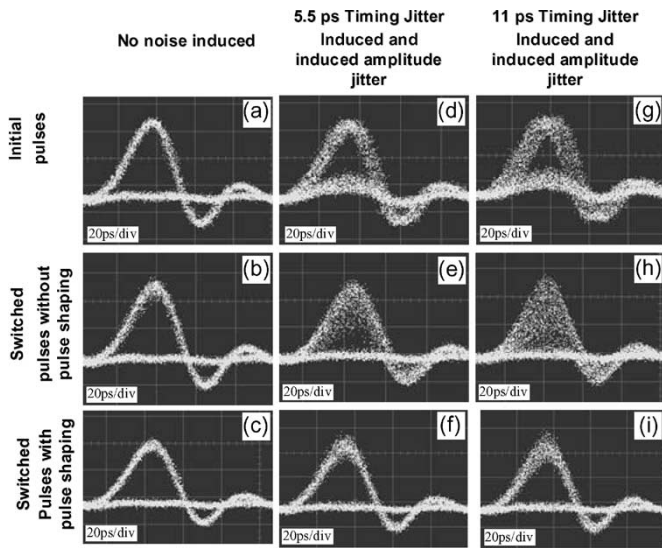 No noise induced
5.5 ps Timing Jitter
Induced and
induced amplitude
jitter
11 ps Timing Jitter
Induced and
induced amplitude
jitter
Initial
pulses
(a)
20ps/div
(d)
20ps/div
(g)
20ps/div
Switched
pulses without
pulse shaping
(b)
20ps/div
(e)
20ps/div
(h)
20ps/div
Switched
Pulses with
pulse shaping
(c)
20ps/div
(f)
20ps/div
(i)
20ps/div